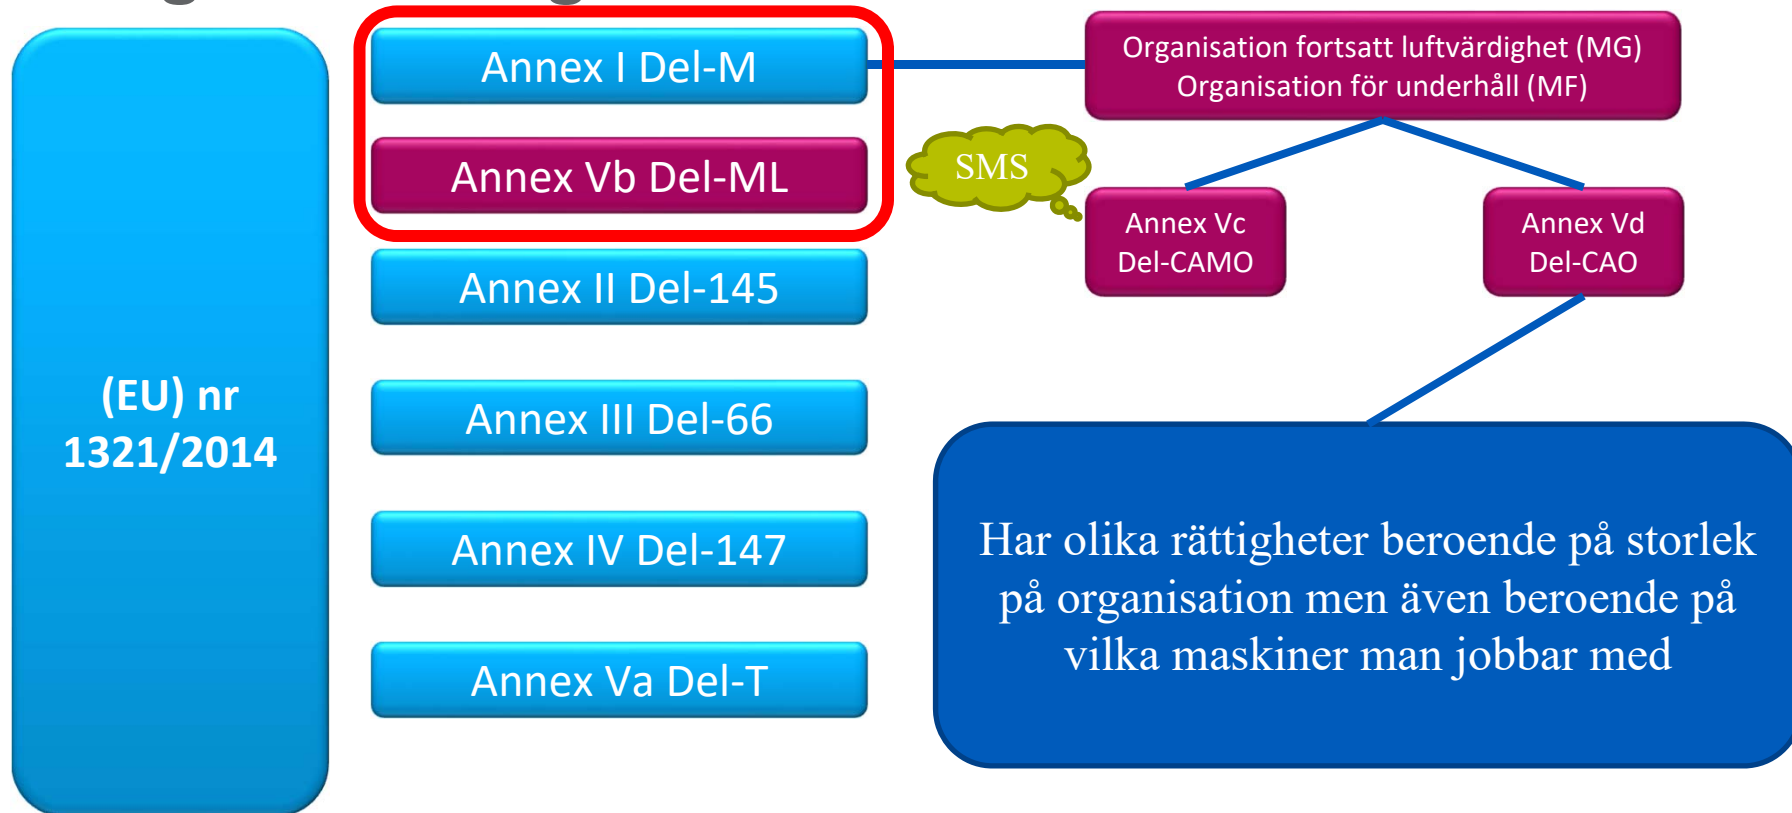 (EU) nr
1321/2014
Annex I Del-M
Annex Vb Del-ML
Annex II Del-145
Annex III Del-66
Annex IV Del-147
Annex Va Del-T
Organisation fortsatt luftvärdighet (MG)
Organisation för underhåll (MF)
SMS
Annex Vc
Del-CAMO
Annex Vd
Del-CAO
Har olika rättigheter beroende på storlek
på organisation men även beroende på
vilka maskiner man jobbar med